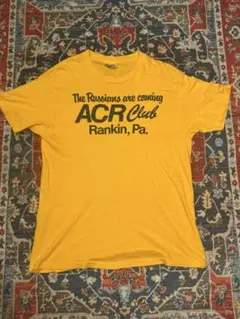 The Russians are coming
ACR Club
Rankin, Pa.